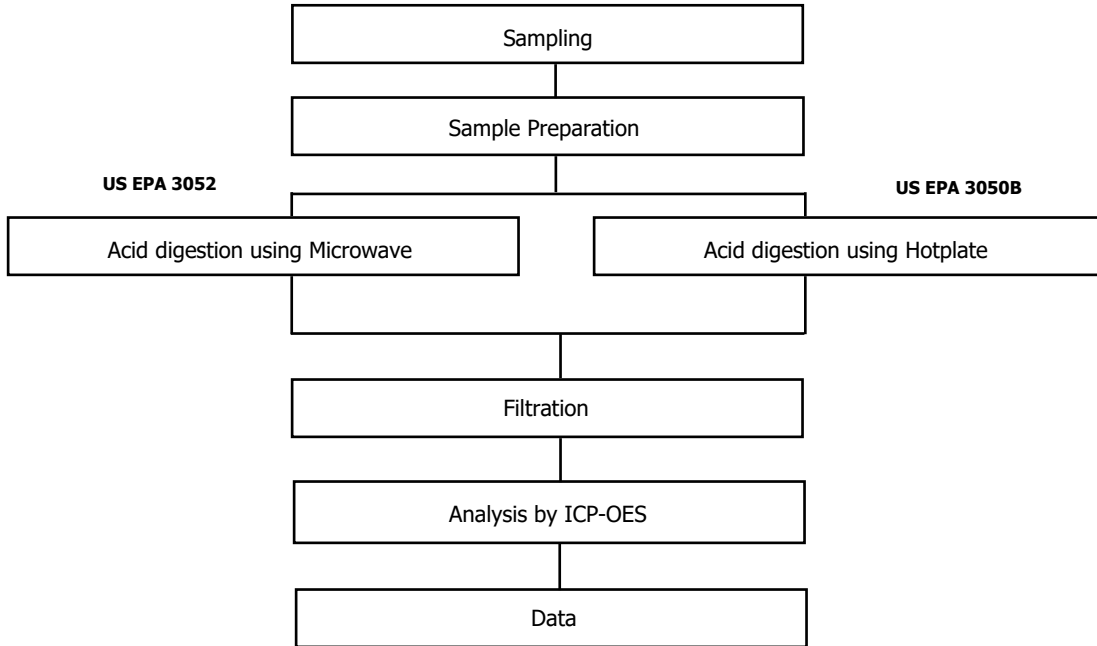 Sampling
Sample Preparation
US EPA 3052
US EPA 3050B
Acid digestion using Microwave
Acid digestion using Hotplate
Filtration
Analysis by ICP-OES
Data